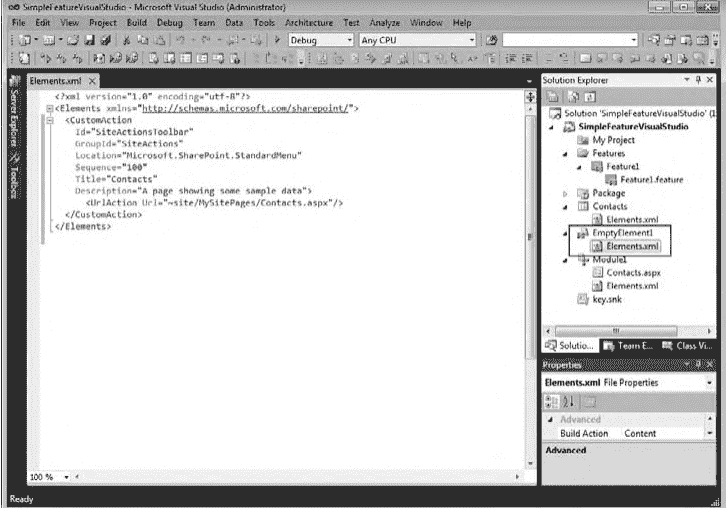 SimpleFeatureVisualStudio - Microsoft Visual Studio (Administrator)
File Edit View Project Build Debug Team Data Tools Architecture Test Analyze Window Help
Debug Any CPU
Server Explorer
Toolbox
Elements.xml
<?xml version="1.0" encoding="utf-8"?>
<Elements xmlns="http://schemas.microsoft.com/sharepoint/">
<CustomAction
Id="SiteActionsToolbar"
GroupId="SiteActions"
Location="Microsoft.SharePoint.StandardMenu"
Sequence="100"
Title="Contacts"
Description="A page showing some sample data">
<UrlAction Url="~site/MySitePages/Contacts.aspx"/>
</CustomAction>
</Elements>
100 %
Solution Explorer
Solution 'SimpleFeatureVisualStudio' (1 project)
SimpleFeatureVisualStudio
My Project
Features
Feature1
Feature1.feature
Package
Contacts
Elements.xml
EmptyElement1
Elements.xml
Module1
Contacts.aspx
Elements.xml
key.snk
Solutio... Team E... Class Vi...
Properties
Elements.xml File Properties
Advanced
Build Action Content
Advanced
Ready